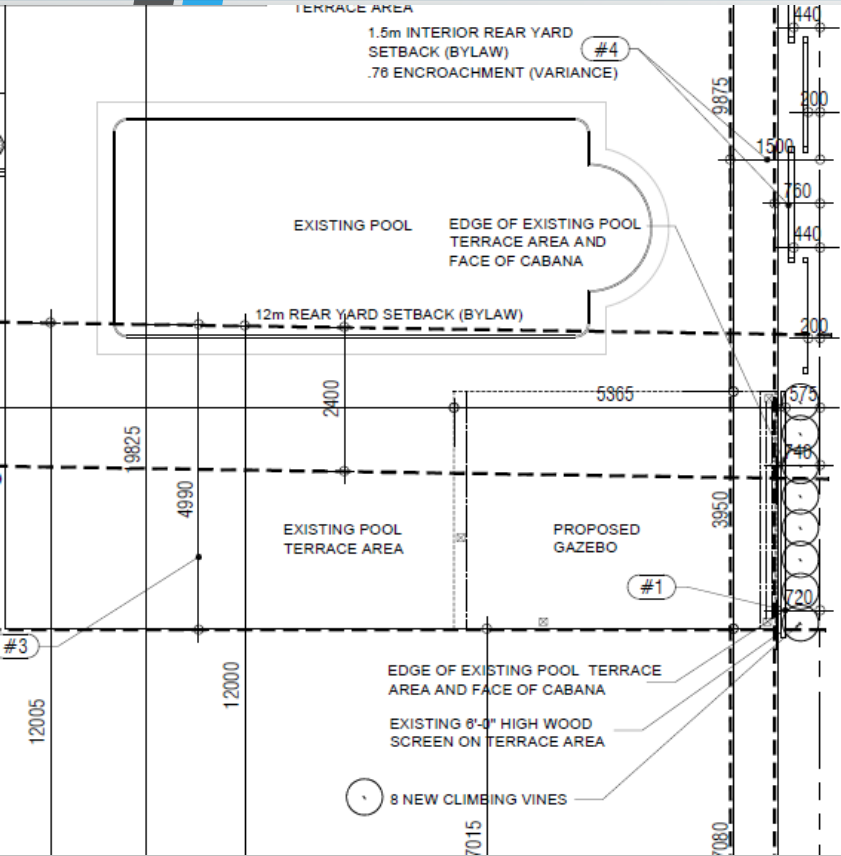 TERRACE AREA
1.5m INTERIOR REAR YARD
SETBACK (BYLAW)
.76 ENCROACHMENT (VARIANCE)
#4
440
9875
200
1500
760
EXISTING POOL
EDGE OF EXISTING POOL
TERRACE AREA AND
FACE OF CABANA
440
12m REAR YARD SETBACK (BYLAW)
200
2400
5365
575
19825
740
4990
3950
EXISTING POOL
TERRACE AREA
PROPOSED
GAZEBO
#1
720
#3
EDGE OF EXISTING POOL TERRACE
AREA AND FACE OF CABANA
12000
12005
EXISTING 6'-0" HIGH WOOD
SCREEN ON TERRACE AREA
8 NEW CLIMBING VINES
7015
7080